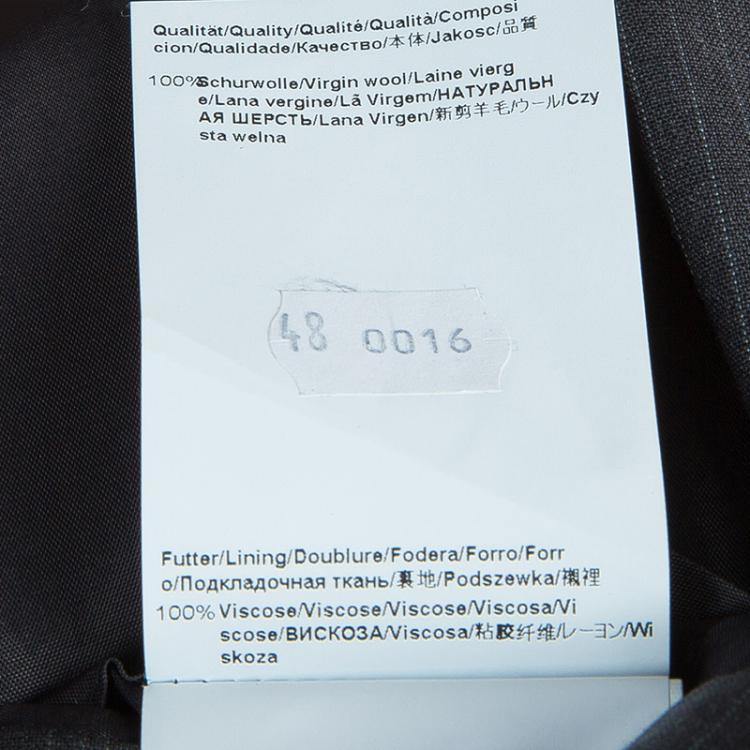 Qualität/Quality/Qualité/Qualità/Composi
cion/Qualidade/Качество/本体/Jakosc/品質
100%Schurwolle/Virgin wool/Laine vierg
e/Lana vergine/Lã Virgem/НАТУРАЛЬН
АЯ ШЕРСТЬ/Lana Virgen/新剪羊毛/ウール/Czy
sta welna
48 0016
Futter/Lining/Doublure/Fodera/Forro/Forr
o/Подкладочная ткань/裏地/Podszewka/襯裡
100% Viscose/Viscose/Viscose/Viscosa/Vi
scose/ВИСКОЗА/Viscosa/粘胶纤维/レーヨン/Wi
skoza